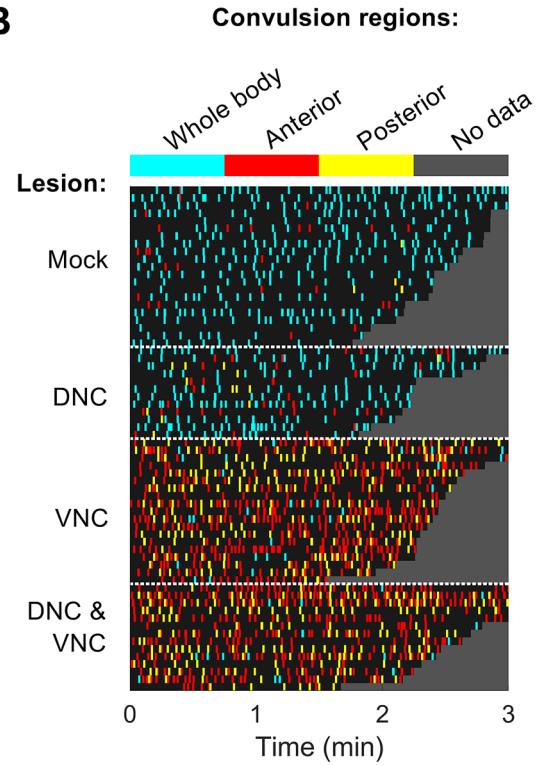 B
Convulsion regions:
Whole body
Anterior
Posterior
No data
Lesion:
Mock
DNC
VNC
DNC &
VNC
0 1 2 3
Time (min)